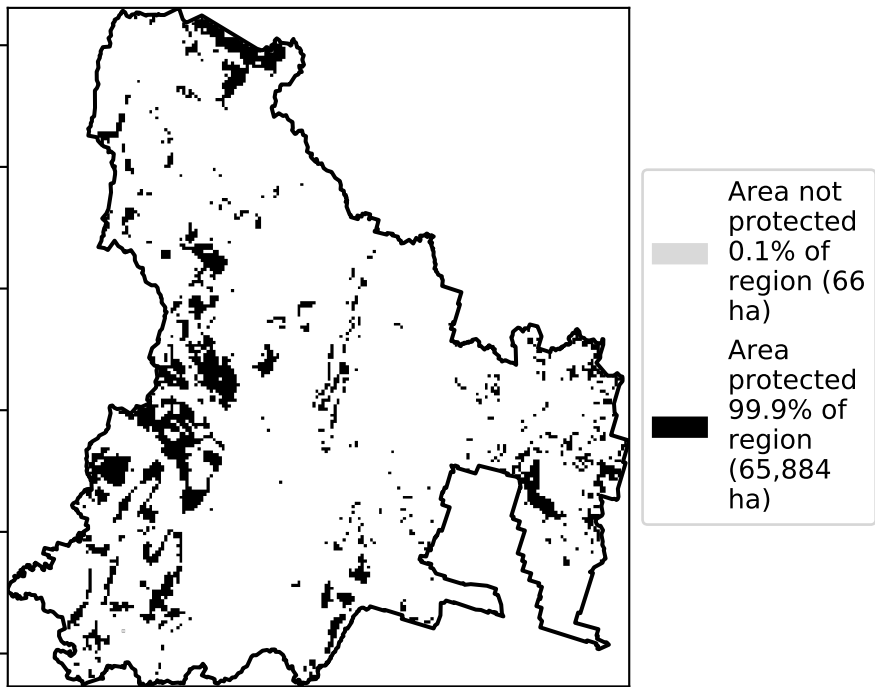 Area not
protected
0.1% of
region (66
ha)
Area
protected
99.9% of
region
(65,884
ha)